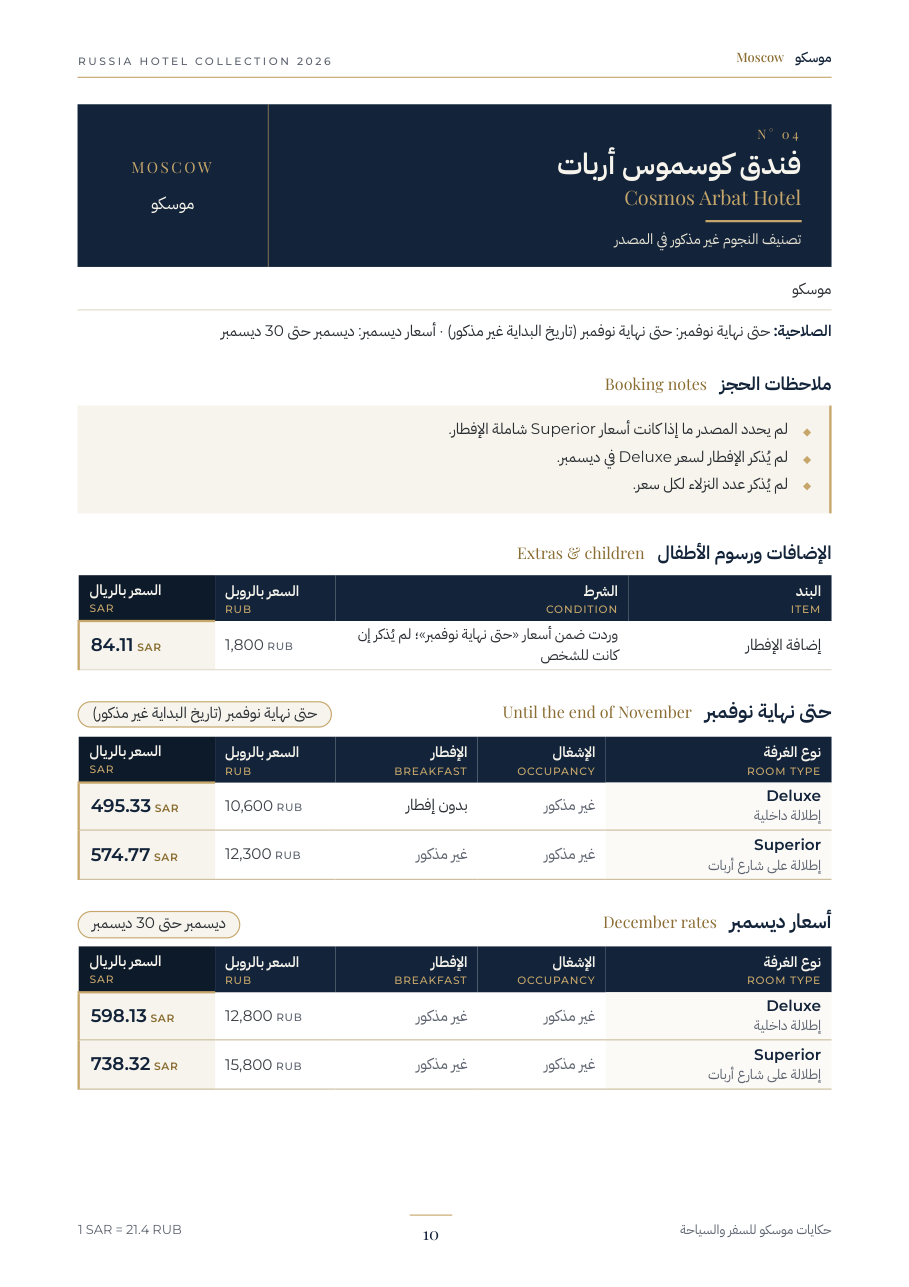 موسكو Moscow
RUSSIA HOTEL COLLECTION 2026
N° 04
فندق كوسموس أربات
Cosmos Arbat Hotel
تصنيف النجوم غير مذكور في المصدر
MOSCOW
موسكو
موسكو
الصلاحية: حتى نهاية نوفمبر: حتى نهاية نوفمبر (تاريخ البداية غير مذكور) · أسعار ديسمبر: ديسمبر حتى 30 ديسمبر
ملاحظات الحجز Booking notes
لم يحدد المصدر ما إذا كانت أسعار Superior شاملة الإفطار.
لم يُذكر الإفطار لسعر Deluxe في ديسمبر.
لم يُذكر عدد النزلاء لكل سعر.
الإضافات ورسوم الأطفال Extras & children
البند الشرط السعر بالروبل السعر بالريال
ITEM CONDITION RUB SAR
إضافة الإفطار وردت ضمن أسعار «حتى نهاية نوفمبر»؛ لم يُذكر إن كانت للشخص 1,800 RUB 84.11 SAR
حتى نهاية نوفمبر Until the end of November حتى نهاية نوفمبر (تاريخ البداية غير مذكور)
نوع الغرفة الإشغال الإفطار السعر بالروبل السعر بالريال
ROOM TYPE OCCUPANCY BREAKFAST RUB SAR
Deluxe
إطلالة داخلية غير مذكور بدون إفطار 10,600 RUB 495.33 SAR
Superior
إطلالة على شارع أربات غير مذكور غير مذكور 12,300 RUB 574.77 SAR
أسعار ديسمبر December rates ديسمبر حتى 30 ديسمبر
نوع الغرفة الإشغال الإفطار السعر بالروبل السعر بالريال
ROOM TYPE OCCUPANCY BREAKFAST RUB SAR
Deluxe
إطلالة داخلية غير مذكور غير مذكور 12,800 RUB 598.13 SAR
Superior
إطلالة على شارع أربات غير مذكور غير مذكور 15,800 RUB 738.32 SAR
حكايات موسكو للسفر والسياحة
10
1 SAR = 21.4 RUB